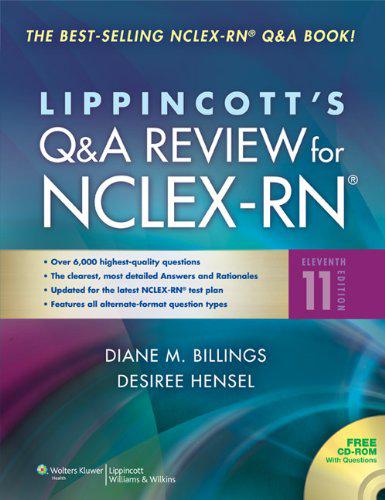 THE BEST-SELLING NCLEX-RN® Q&A BOOK!
LIPPINCOTT'S
Q&A REVIEW for
NCLEX-RN®
• Over 6,000 highest-quality questions
• The clearest, most detailed Answers and Rationales
• Updated for the latest NCLEX-RN® test plan
• Features all alternate-format question types
ELEVENTH
11
EDITION
DIANE M. BILLINGS
DESIREE HENSEL
FREE
CD-ROM
With Questions
Wolters Kluwer
Health
Lippincott
Williams & Wilkins